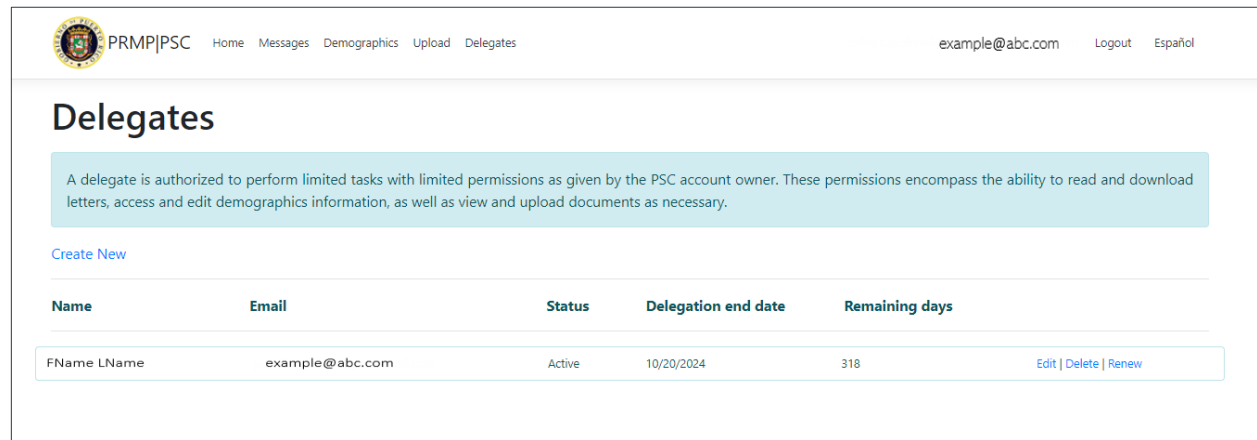 GOBIERNO DE PUERTO RICO
PRMP|PSC Home Messages Demographics Upload Delegates example@abc.com Logout Español
Delegates
A delegate is authorized to perform limited tasks with limited permissions as given by the PSC account owner. These permissions encompass the ability to read and download
letters, access and edit demographics information, as well as view and upload documents as necessary.
Create New
Name Email Status Delegation end date Remaining days
FName LName example@abc.com Active 10/20/2024 318 Edit | Delete | Renew